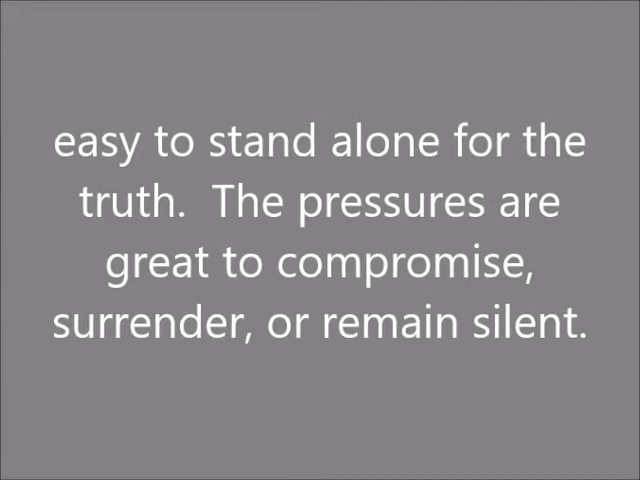 easy to stand alone for the
truth.  The pressures are
great to compromise,
surrender, or remain silent.